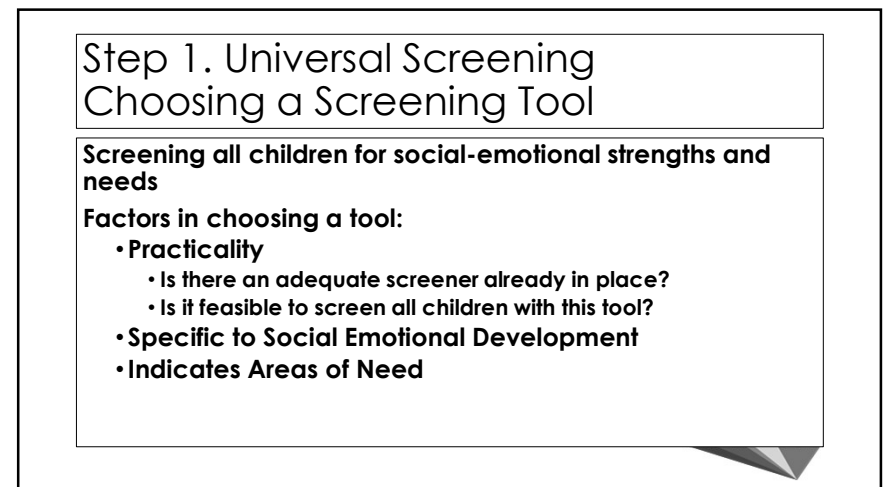 Step 1. Universal Screening
Choosing a Screening Tool
Screening all children for social-emotional strengths and
needs
Factors in choosing a tool:
• Practicality
• Is there an adequate screener already in place?
• Is it feasible to screen all children with this tool?
• Specific to Social Emotional Development
• Indicates Areas of Need